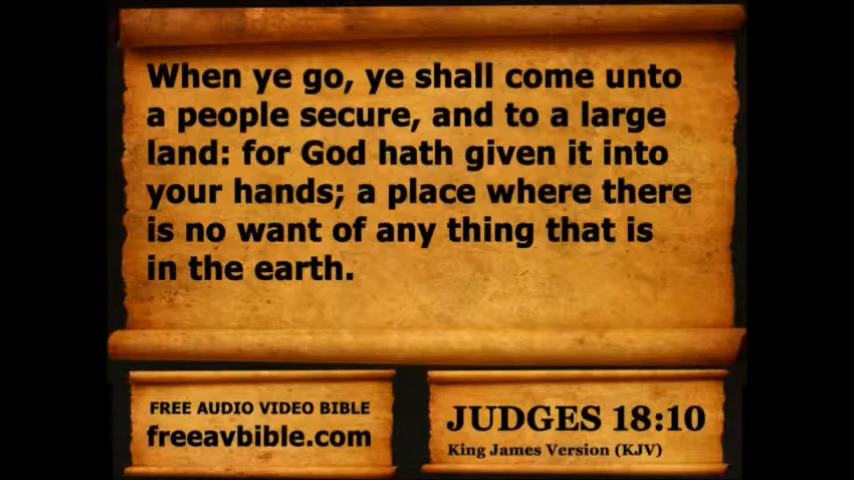 When ye go, ye shall come unto
a people secure, and to a large
land: for God hath given it into
your hands; a place where there
is no want of any thing that is
in the earth.
FREE AUDIO VIDEO BIBLE
freeavbible.com
JUDGES 18:10
King James Version (KJV)